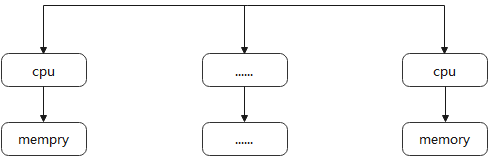 cpu
......
cpu
mempry
......
memory